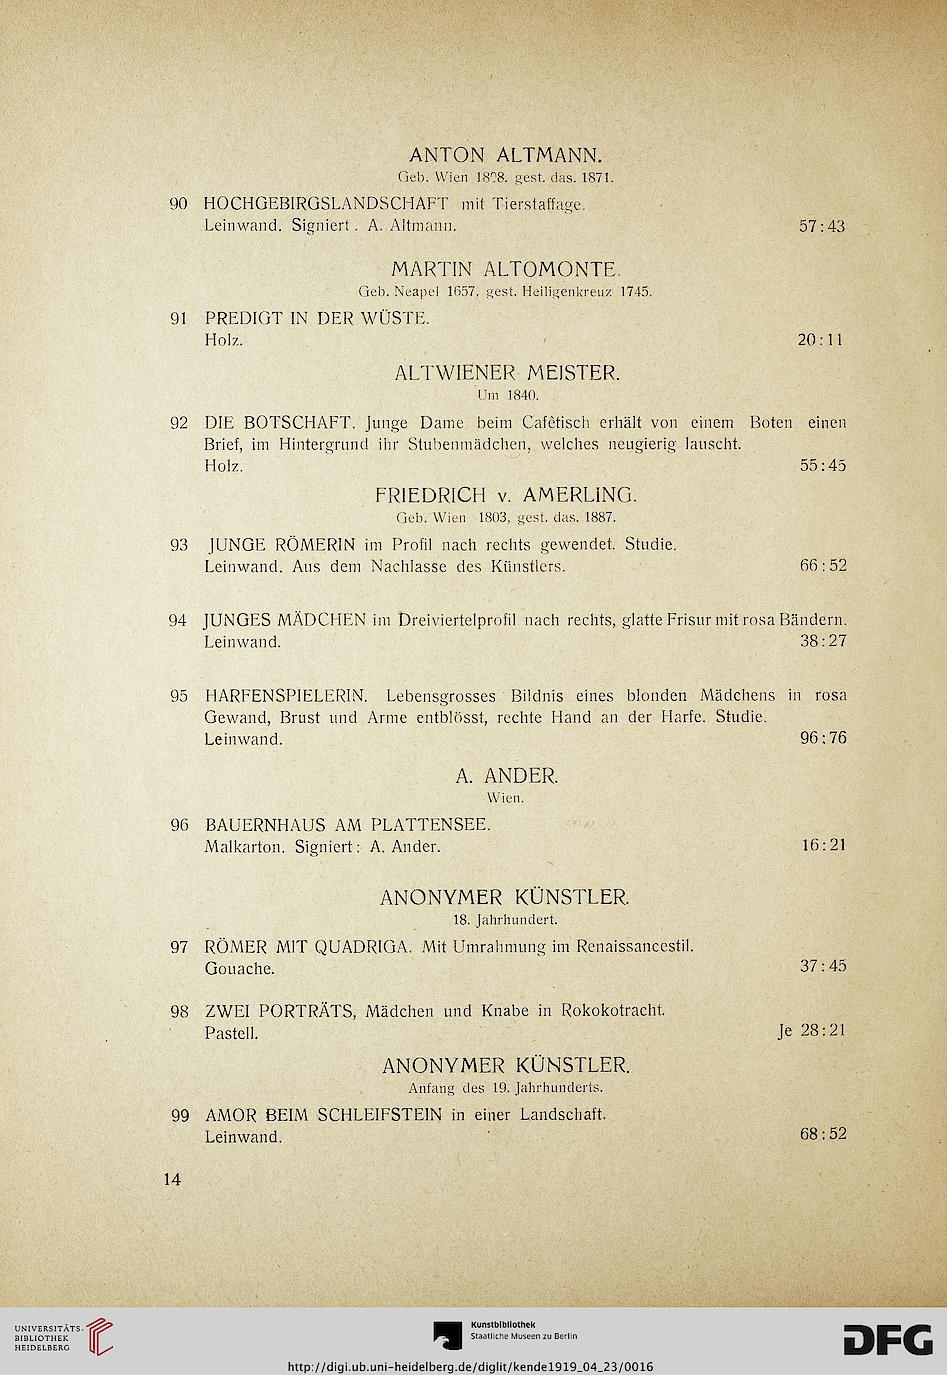 ANTON ALTMANN.
Geb. Wien 1808. gest. das. 1871.
90 HOCHGEBIRGSLANDSCHAFT mit Tierstaffage.
Leinwand. Signiert. A. Altmann. 57:43
MARTIN ALTOMONTE.
Geb. Neapel 1657, gest. Heiligenkreuz 1745.
91 PREDIGT IN DER WÜSTE.
Holz. 20:11
ALTWIENER MEISTER.
Um 1840.
92 DIE BOTSCHAFT. Junge Dame beim Cafêtisch erhält von einem Boten einen
Brief, im Hintergrund ihr Stubenmädchen, welches neugierig lauscht.
Holz. 55:45
FRIEDRICH v. AMERLING.
Geb. Wien 1803, gest. das. 1887.
93 JUNGE RÖMERIN im Profil nach rechts gewendet. Studie.
Leinwand. Aus dem Nachlasse des Künstlers. 66:52
94 JUNGES MÄDCHEN im Dreiviertelprofil nach rechts, glatte Frisur mit rosa Bändern.
Leinwand. 38:27
95 HARFENSPIELERIN. Lebensgrosses Bildnis eines blonden Mädchens in rosa
Gewand, Brust und Arme entblösst, rechte Hand an der Harfe. Studie.
Leinwand. 96:76
A. ANDER.
Wien.
96 BAUERNHAUS AM PLATTENSEE.
Malkarton. Signiert: A. Ander. 16:21
ANONYMER KÜNSTLER.
18. Jahrhundert.
97 RÖMER MIT QUADRIGA. Mit Umrahmung im Renaissancestil.
Gouache. 37:45
98 ZWEI PORTRÄTS, Mädchen und Knabe in Rokokotracht.
Pastell. Je 28:21
ANONYMER KÜNSTLER.
Anfang des 19. Jahrhunderts.
99 AMOR BEIM SCHLEIFSTEIN in einer Landschaft.
Leinwand. 68:52
14
UNIVERSITÄTS-
BIBLIOTHEK
HEIDELBERG
Kunstbibliothek
Staatliche Museen zu Berlin
DFG
http://digi.ub.uni-heidelberg.de/diglit/kende1919_04_23/0016